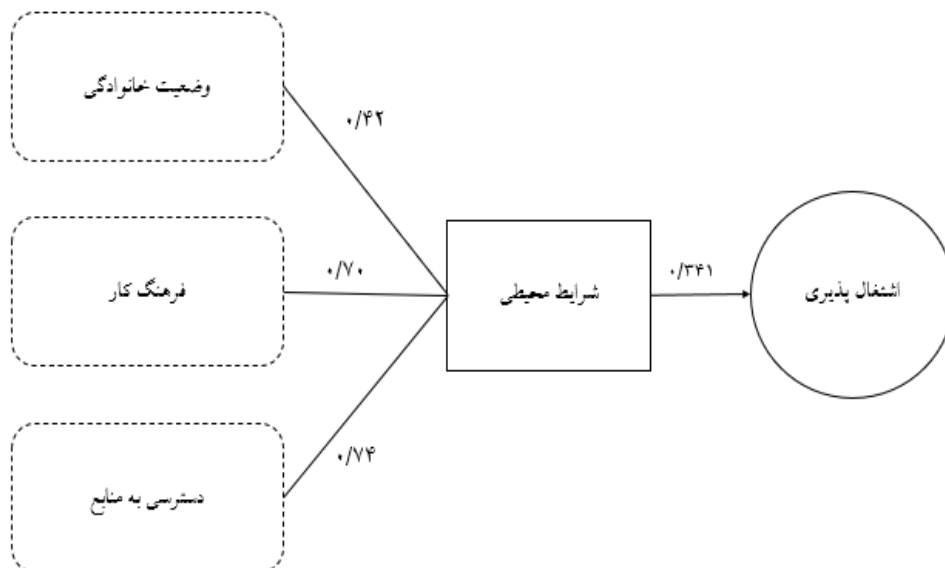 وضعیت خانوادگی
۰/۴۲
فرهنگ کار
۰/۷۰
شرایط محیطی
۰/۳۴۱
اشتغال پذیری
۰/۷۴
دسترسی به منابع